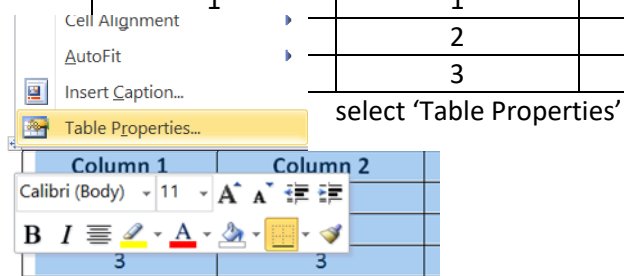 1 1
Cell Alignment
2
AutoFit
3
Insert Caption...
select 'Table Properties'
Table Properties...
Column 1 Column 2
Calibri (Body) 11 A A
B I A
3 3